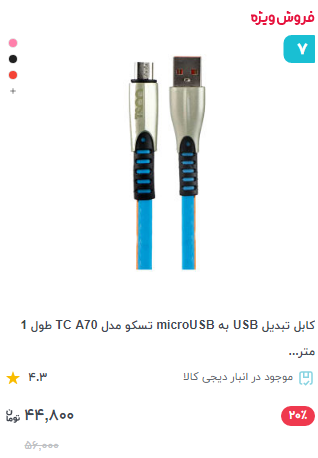 فروش ویژه
۷
TSCO
کابل تبدیل USB به microUSB تسکو مدل TC A70 طول 1
متر...
موجود در انبار دیجی کالا
۴.۳
۲۰٪
۴۴,۸۰۰ تومان
۵۶,۰۰۰